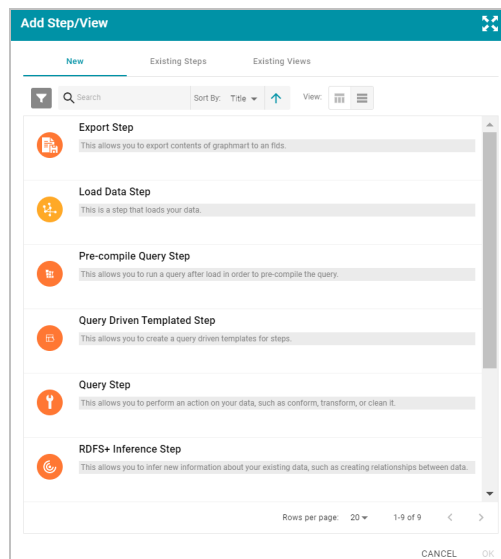 Add Step/View
New Existing Steps Existing Views
Search Sort By: Title View:
Export Step
This allows you to export contents of graphmart to an flds.
Load Data Step
This is a step that loads your data.
Pre-compile Query Step
This allows you to run a query after load in order to pre-compile the query.
Query Driven Templated Step
This allows you to create a query driven templates for steps.
Query Step
This allows you to perform an action on your data, such as conform, transform, or clean it.
RDFS+ Inference Step
This allows you to infer new information about your existing data, such as creating relationships between data.
Rows per page: 20 1-9 of 9
CANCEL OK